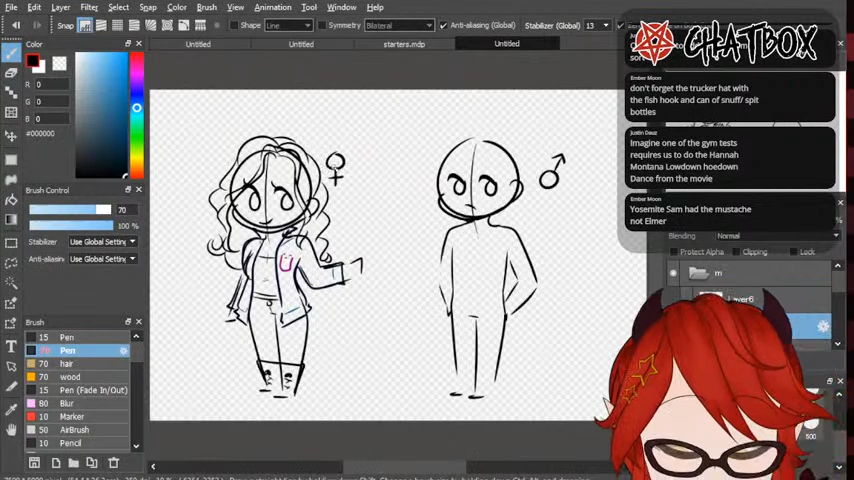 File Edit Layer Filter Snap Select Color Brush View Animations Tool Window Help
Snap Shape Line Symmetry Bilateral Anti-aliasing (Global) Stabilizer (Global) 13
CHATBOX
Untitled Untitled starters.mdp Untitled
Color
R 0
G 0
B 0
#000000
Ember Moon
don't forget the trucker hat with
the fish hook and can of snuff/ spit
bottles
Justin Dauz
Imagine one of the gym tests
requires us to do the Hannah
Montana Lowdown hoedown
Dance from the movie
Ember Moon
Yosemite Sam had the mustache
not Elmer
Brush Control
70
100 %
Stabilizer Use Global Setting
Anti-aliasing Use Global Setting
Blending Normal
Protect Alpha Clipping Lock
m
Layer6
Brush
15 Pen
Pen
70 hair
70 wood
15 Pen (Fade In/Out)
80 Blur
10 Marker
50 AirBrush
10 Pencil
500